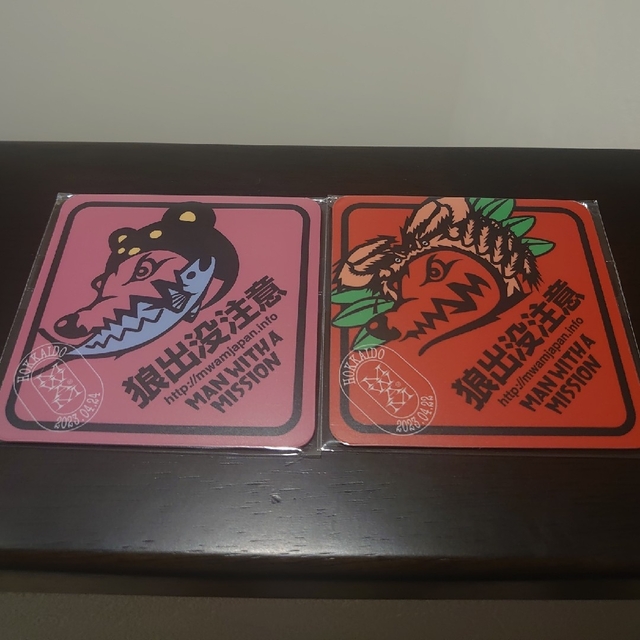 狼出没注意
http://mwamjapan.info
MAN WITH A
MISSION
HOKKAIDO
2023.04.24
狼出没注意
http://mwamjapan.info
MAN WITH A
MISSION
HOKKAIDO
2023.04.22